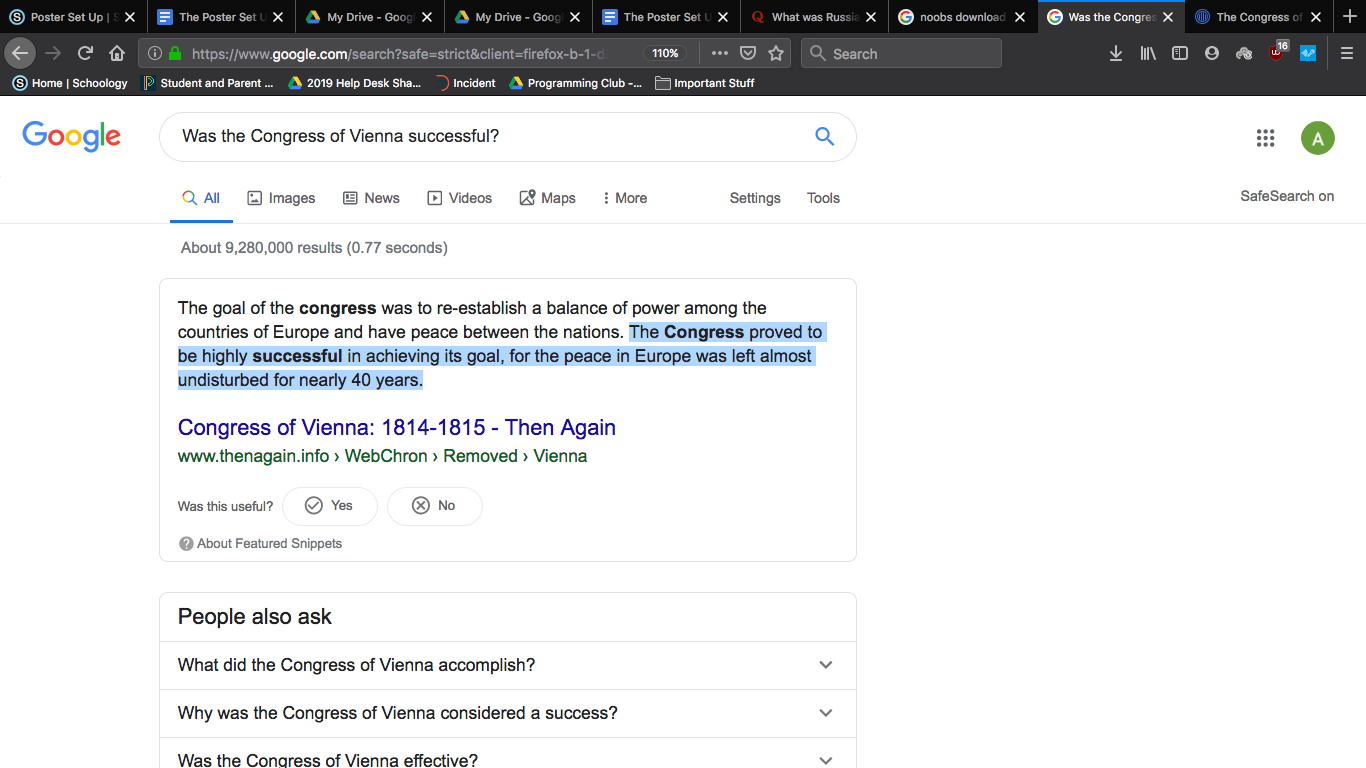 Poster Set Up | S
The Poster Set U
My Drive - Googl
My Drive - Googl
The Poster Set U
What was Russia
noobs download
Was the Congres
The Congress of
https://www.google.com/search?safe=strict&client=firefox-b-1-d
110%
Search
16
Home | Schoology
Student and Parent ...
2019 Help Desk Sha...
Incident
Programming Club -...
Important Stuff
Google
Was the Congress of Vienna successful?
A
All
Images
News
Videos
Maps
More
Settings
Tools
SafeSearch on
About 9,280,000 results (0.77 seconds)
The goal of the congress was to re-establish a balance of power among the
countries of Europe and have peace between the nations. The Congress proved to
be highly successful in achieving its goal, for the peace in Europe was left almost
undisturbed for nearly 40 years.
Congress of Vienna: 1814-1815 - Then Again
www.thenagain.info › WebChron › Removed › Vienna
Was this useful?
Yes
No
About Featured Snippets
People also ask
What did the Congress of Vienna accomplish?
Why was the Congress of Vienna considered a success?
Was the Congress of Vienna effective?